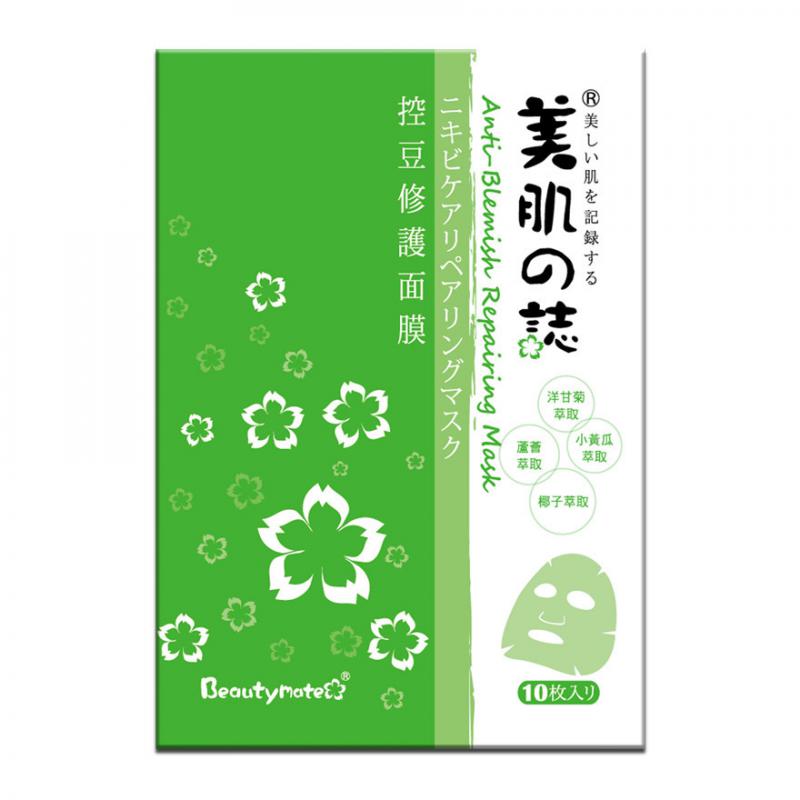 ®
美しい肌を記録する
美肌の誌
Anti-Blemish Repairing Mask
ニキビケアリペアリングマスク
控豆修護面膜
洋甘菊
萃取
小黃瓜
萃取
蘆薈
萃取
椰子萃取
10枚入り
Beautymate®